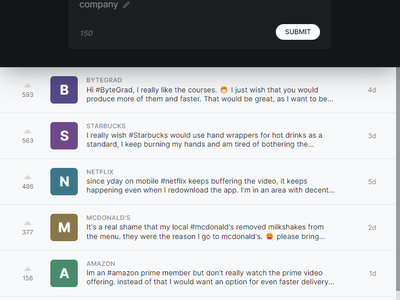 company
150
SUBMIT
593
B
BYTEGRAD
Hi #ByteGrad, I really like the courses. 😁 I just wish that you would
produce more of them and faster. That would be great, as I want to be...
4d
563
S
STARBUCKS
I really wish #Starbucks would use hand wrappers for hot drinks as a
standard, I keep burning my hands and am tired of bothering the...
3d
486
N
NETFLIX
since yday on mobile #netflix keeps buffering the video, it keeps
happening even when I redownload the app. I'm in an area with decent...
5d
377
M
MCDONALD'S
It's a real shame that my local #mcdonald's removed milkshakes from
the menu. they were the reason I go to mcdonald's. 😩 please bring...
2d
156
A
AMAZON
Im an #amazon prime member but don't really watch the prime video
offering. instead of that I would want an option for even faster delivery...
1d